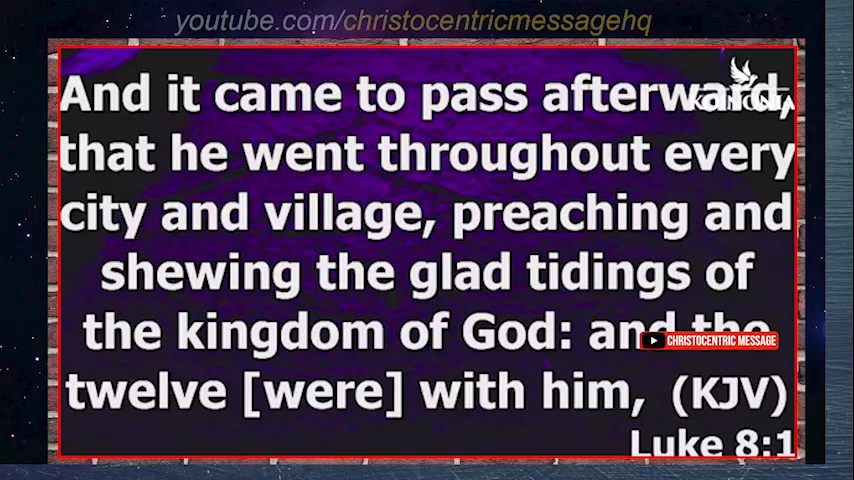 youtube.com/christocentricmessagehq
KOINONIA
And it came to pass afterward,
that he went throughout every
city and village, preaching and
shewing the glad tidings of
the kingdom of God: and the
CHRISTOCENTRIC MESSAGE
twelve [were] with him, (KJV)
Luke 8:1